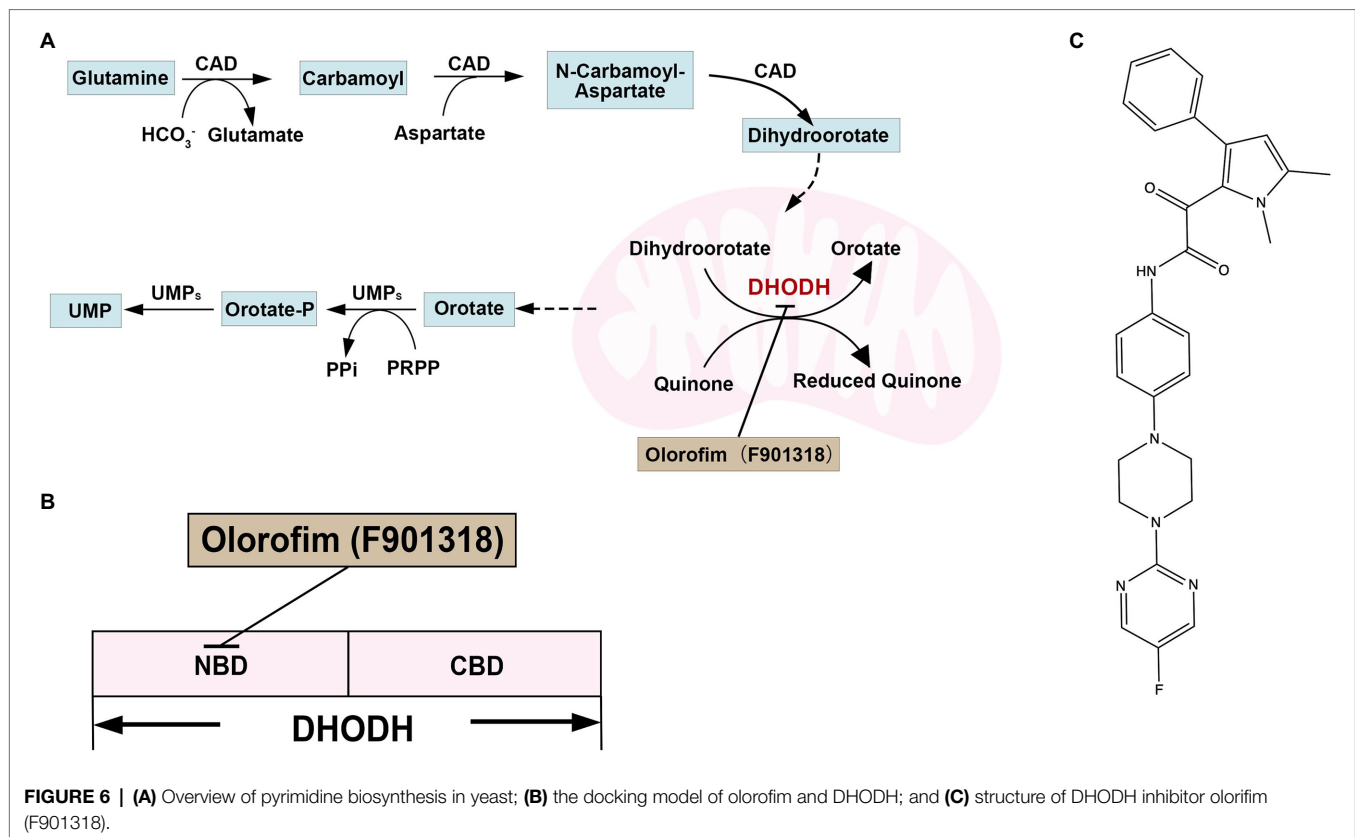 A
Glutamine
CAD
Carbamoyl
CAD
N-Carbamoyl-
Aspartate
CAD
HCO3-
Glutamate
Aspartate
Dihydroorotate
Dihydroorotate
Orotate
DHODH
Quinone
Reduced Quinone
Olorofim (F901318)
UMP
UMPs
Orotate-P
UMPs
Orotate
PPi
PRPP
B
Olorofim (F901318)
NBD
CBD
DHODH
C
O
N
O
HN
N
N
N
N
F
FIGURE 6 | (A) Overview of pyrimidine biosynthesis in yeast; (B) the docking model of olorofim and DHODH; and (C) structure of DHODH inhibitor olorifim
(F901318).